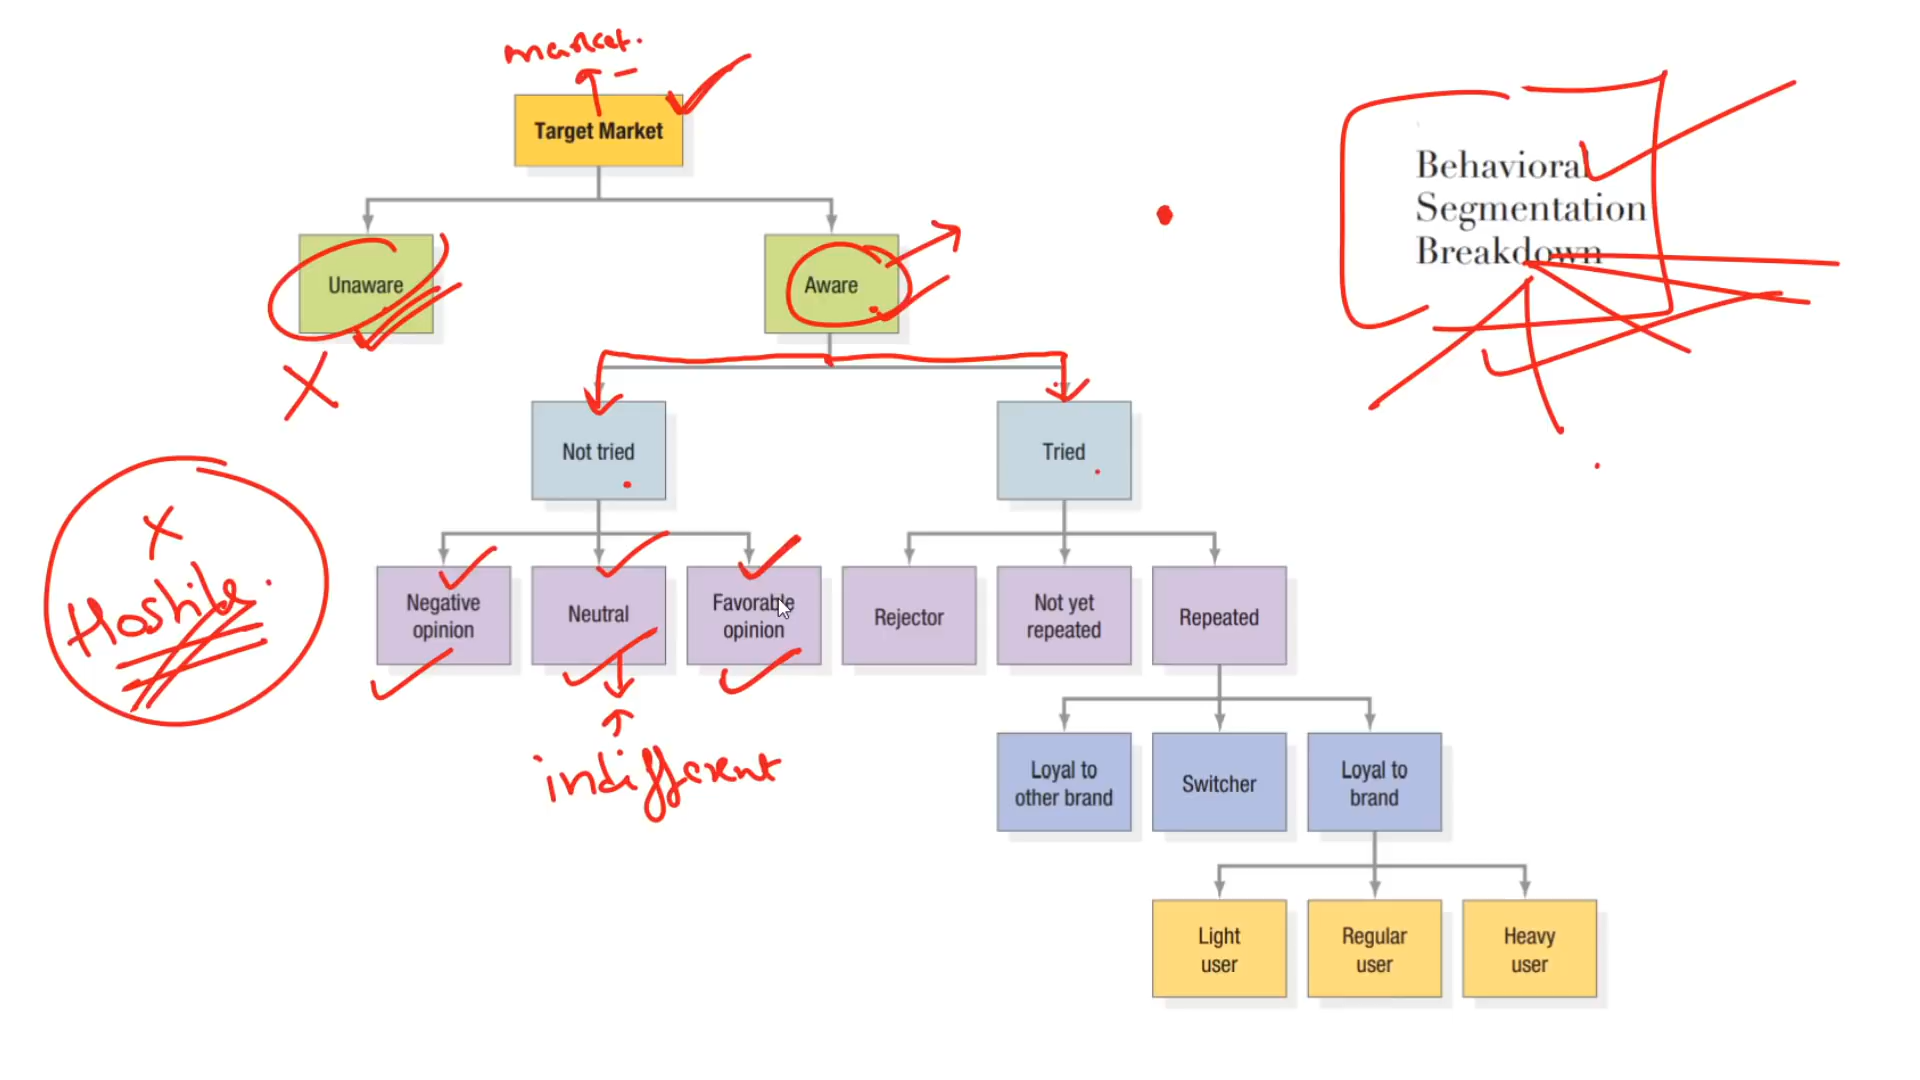 market.
Target Market
Behavioral
Segmentation
Breakdown
Unaware
Aware
Not tried
Tried
Hoshile.
Negative
opinion
Neutral
Favorable
opinion
Rejector
Not yet
repeated
Repeated
indifferent
Loyal to
other brand
Switcher
Loyal to
brand
Light
user
Regular
user
Heavy
user